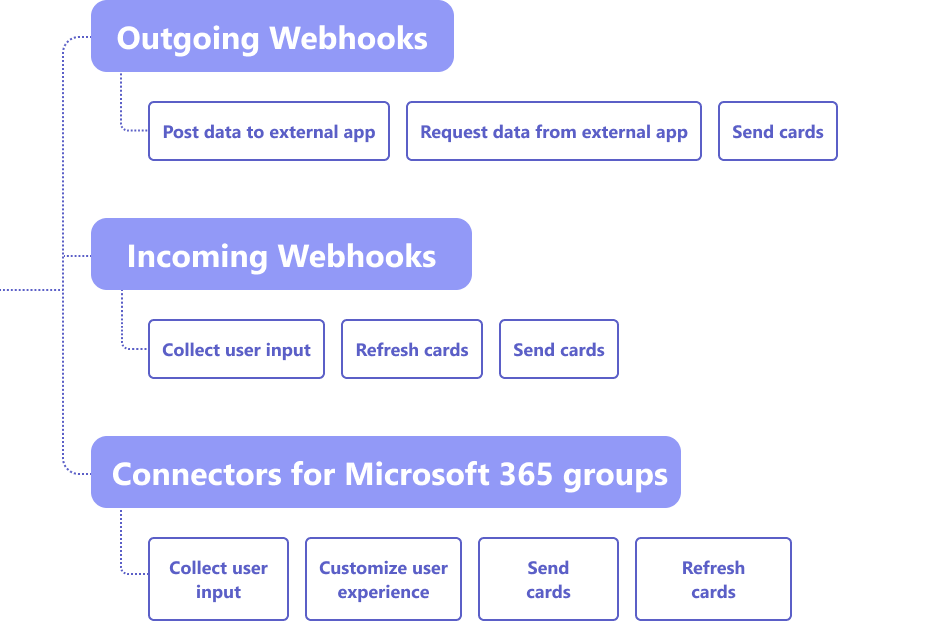 Outgoing Webhooks
Post data to external app
Request data from external app
Send cards
Incoming Webhooks
Collect user input
Refresh cards
Send cards
Connectors for Microsoft 365 groups
Collect user
input
Customize user
experience
Send
cards
Refresh
cards